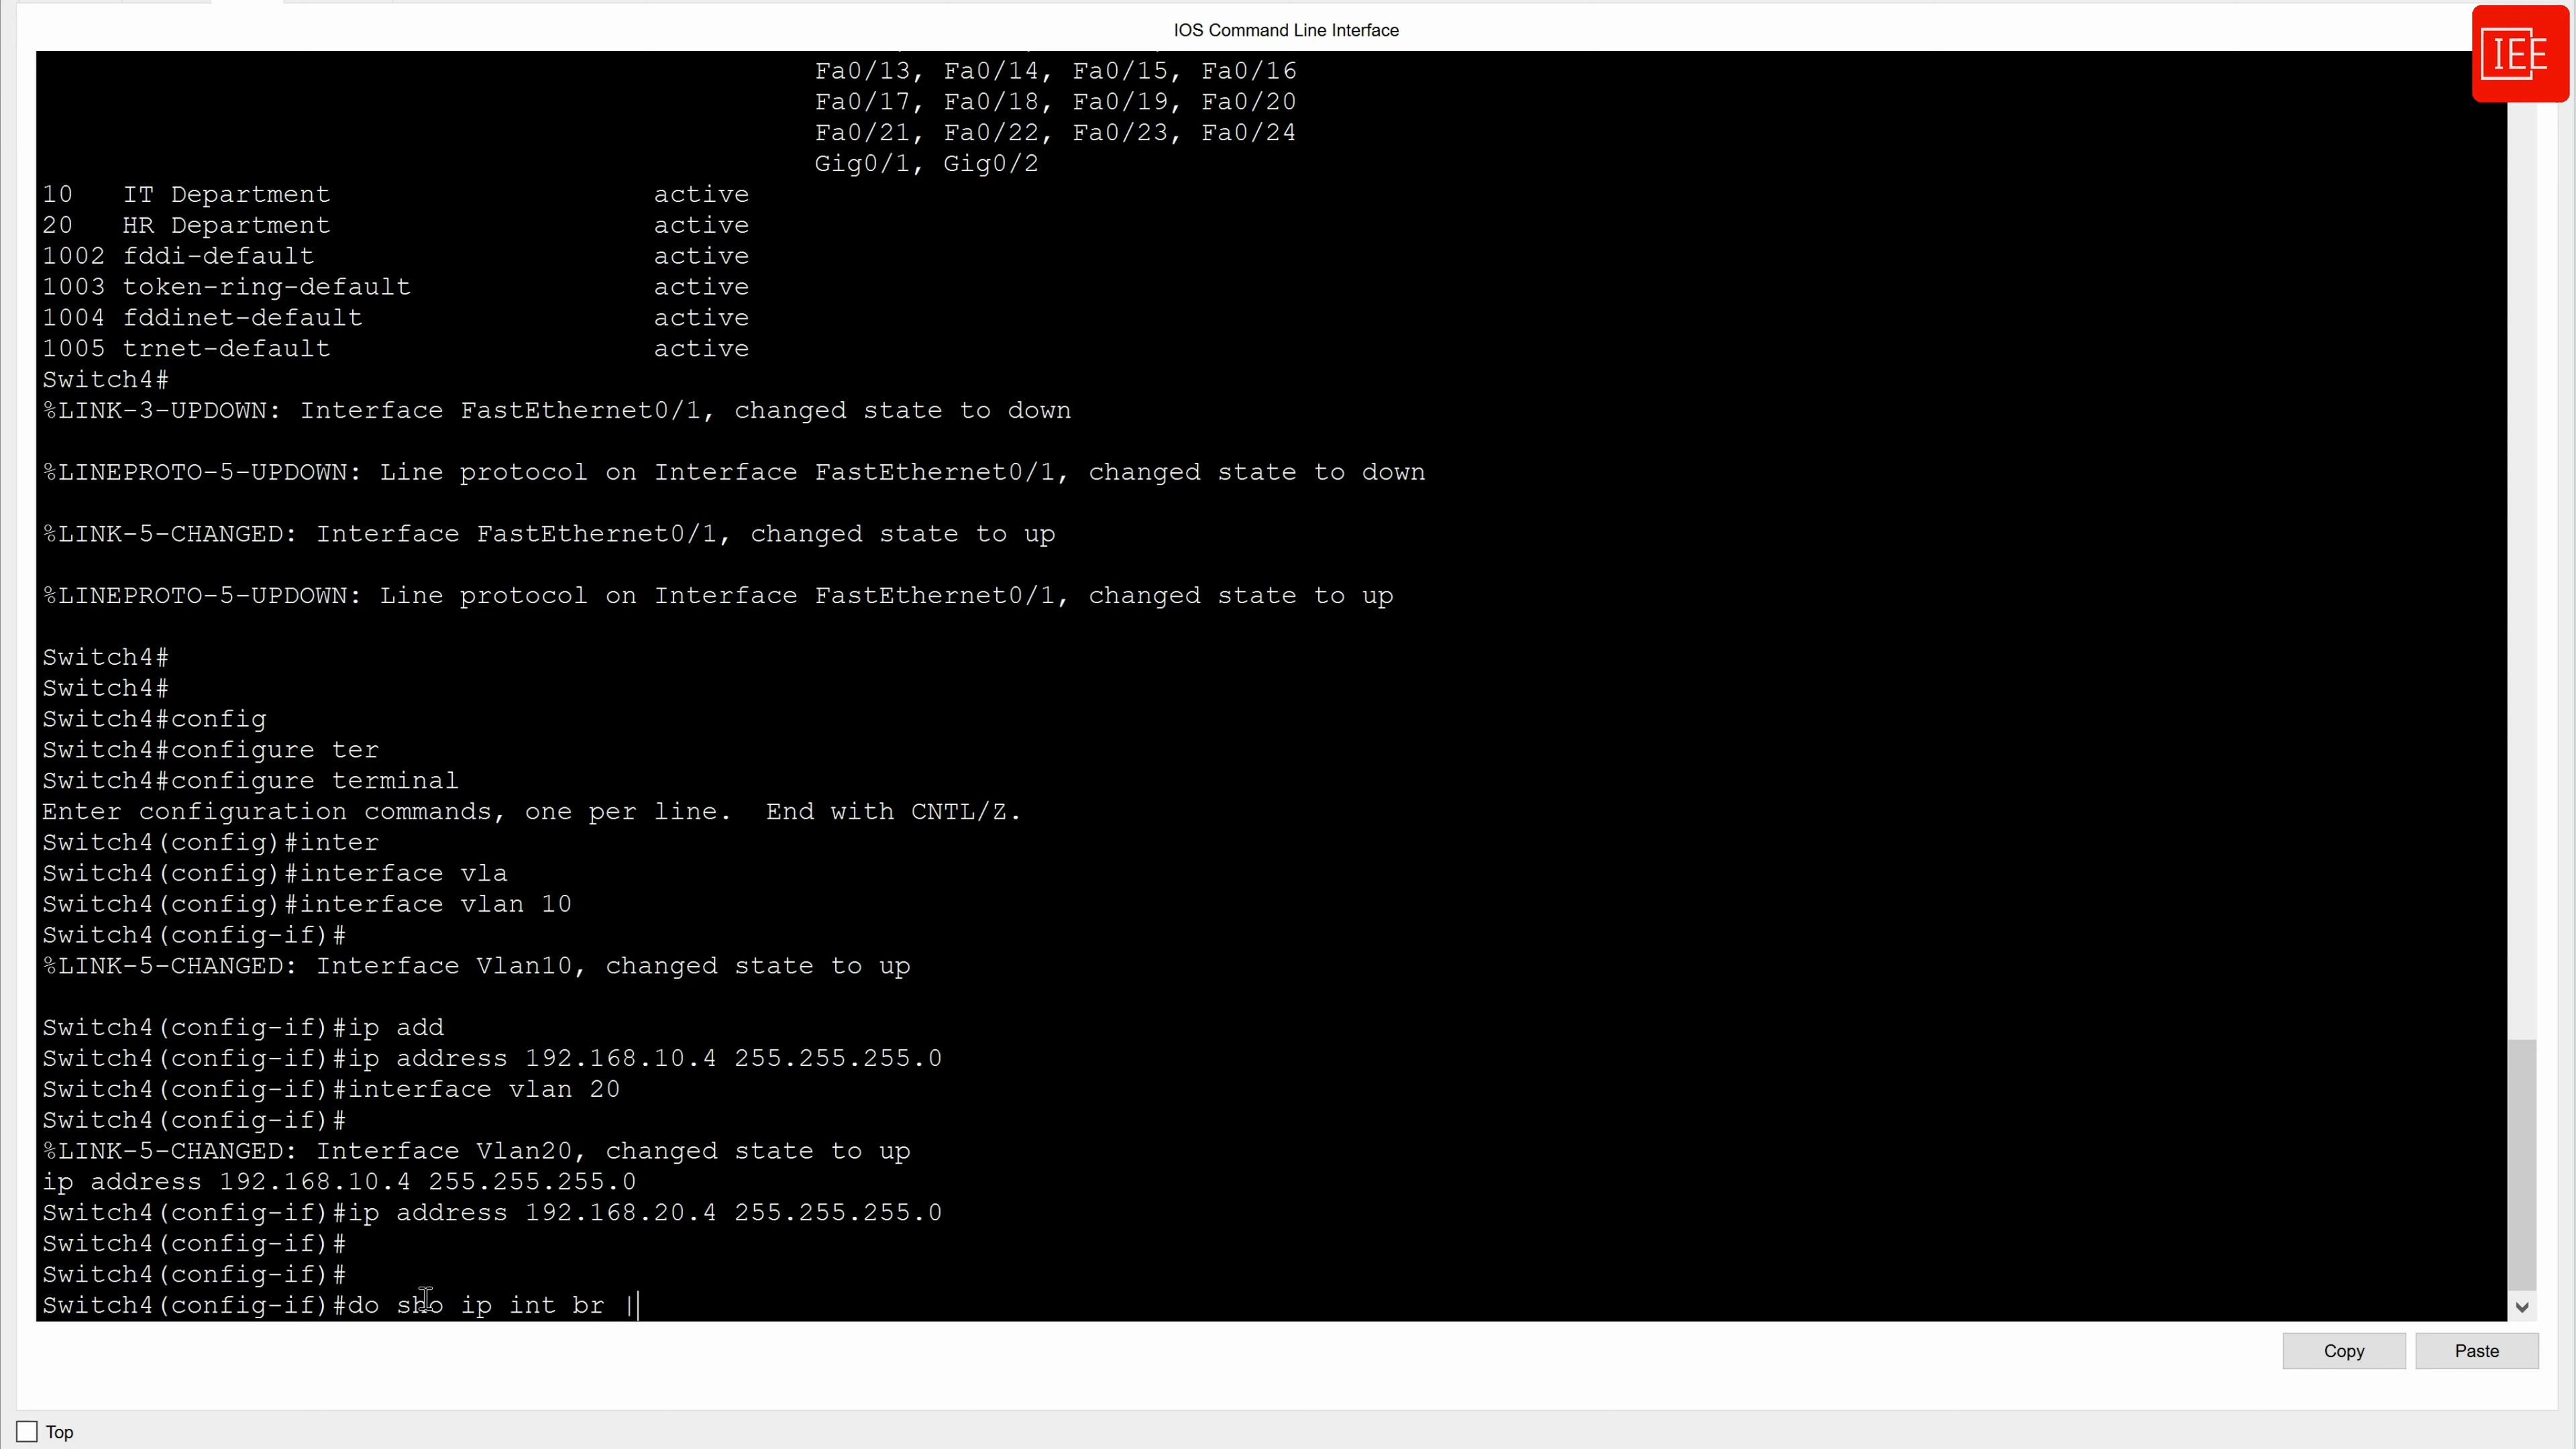 IOS Command Line Interface
IEE
Fa0/13, Fa0/14, Fa0/15, Fa0/16
Fa0/17, Fa0/18, Fa0/19, Fa0/20
Fa0/21, Fa0/22, Fa0/23, Fa0/24
Gig0/1, Gig0/2
10 IT Department active
20 HR Department active
1002 fddi-default active
1003 token-ring-default active
1004 fddinet-default active
1005 trnet-default active
Switch4#
%LINK-3-UPDOWN: Interface FastEthernet0/1, changed state to down
%LINEPROTO-5-UPDOWN: Line protocol on Interface FastEthernet0/1, changed state to down
%LINK-5-CHANGED: Interface FastEthernet0/1, changed state to up
%LINEPROTO-5-UPDOWN: Line protocol on Interface FastEthernet0/1, changed state to up
Switch4#
Switch4#
Switch4#config
Switch4#configure ter
Switch4#configure terminal
Enter configuration commands, one per line. End with CNTL/Z.
Switch4(config)#inter
Switch4(config)#interface vla
Switch4(config)#interface vlan 10
Switch4(config-if)#
%LINK-5-CHANGED: Interface Vlan10, changed state to up
Switch4(config-if)#ip add
Switch4(config-if)#ip address 192.168.10.4 255.255.255.0
Switch4(config-if)#interface vlan 20
Switch4(config-if)#
%LINK-5-CHANGED: Interface Vlan20, changed state to up
ip address 192.168.10.4 255.255.255.0
Switch4(config-if)#ip address 192.168.20.4 255.255.255.0
Switch4(config-if)#
Switch4(config-if)#
Switch4(config-if)#do sho ip int br |
Copy Paste
Top